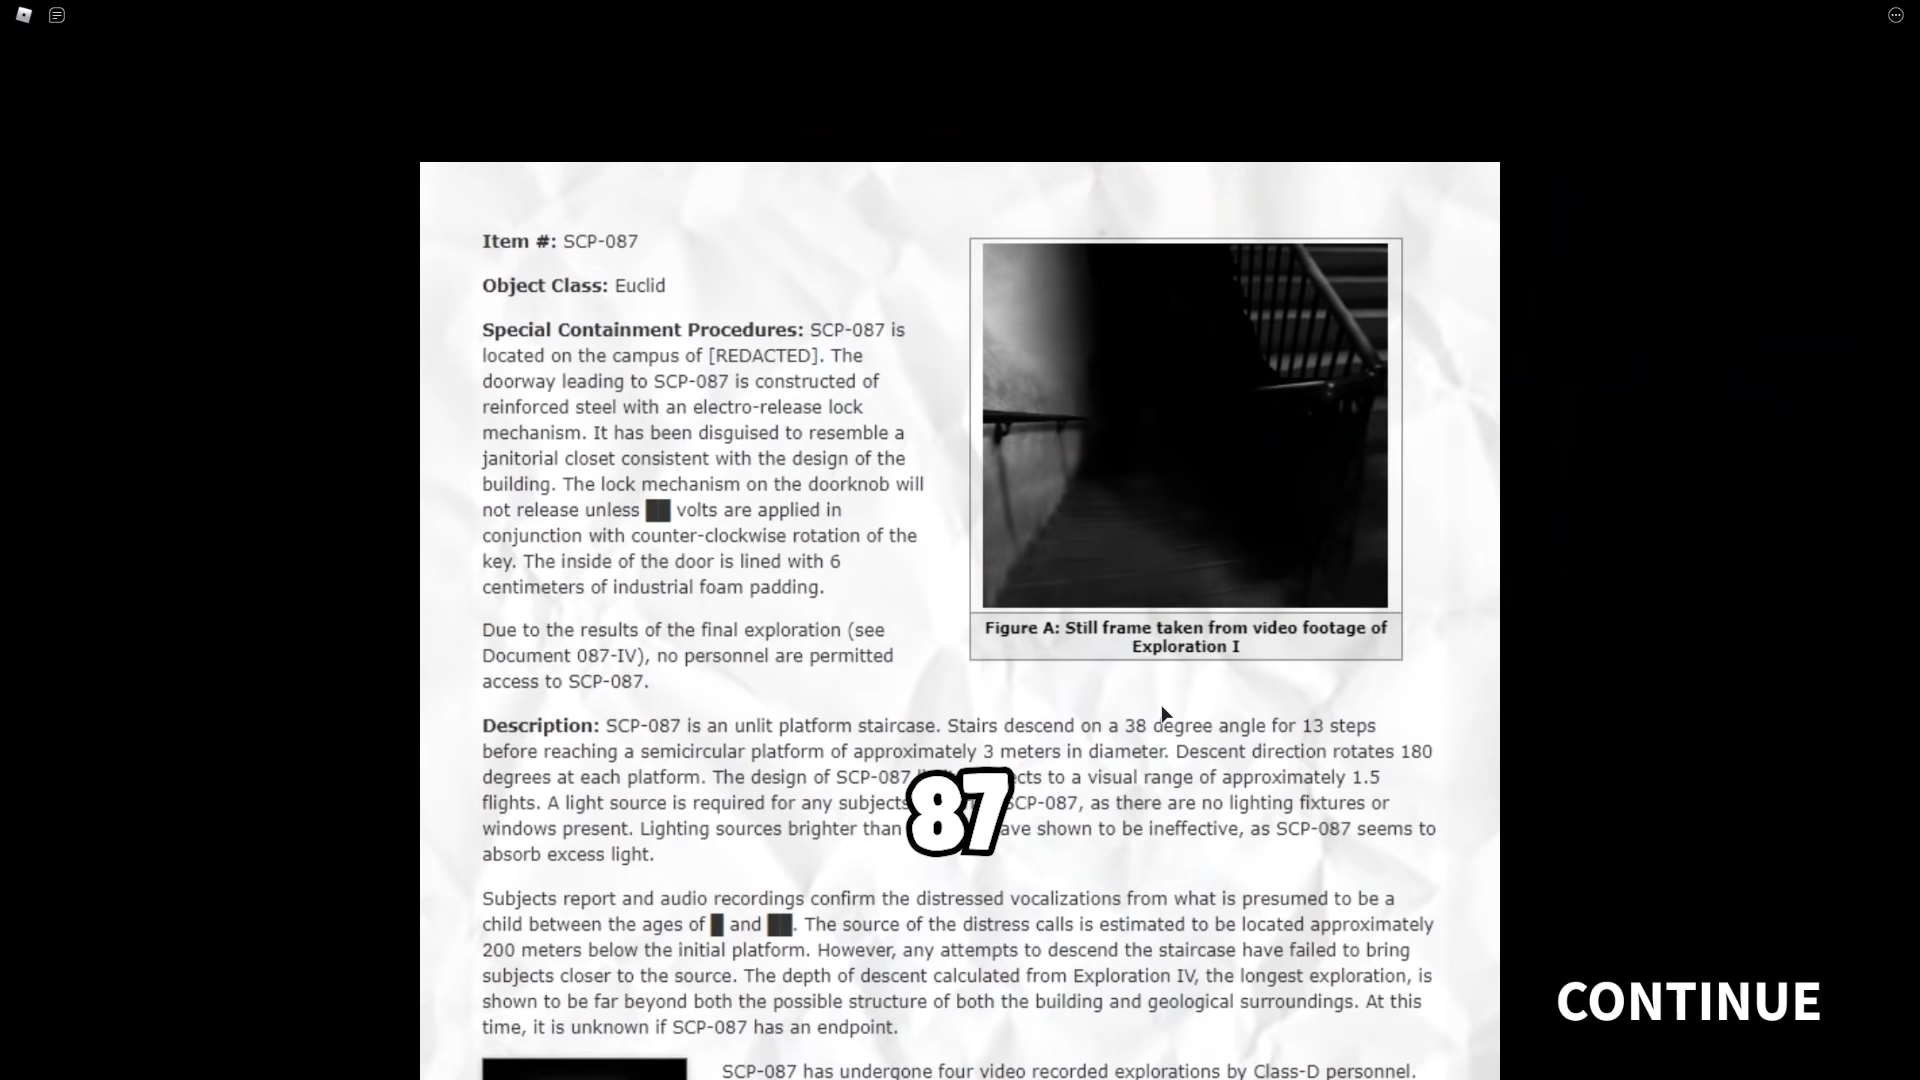 Item #: SCP-087
Object Class: Euclid
Special Containment Procedures: SCP-087 is
located on the campus of [REDACTED]. The
doorway leading to SCP-087 is constructed of
reinforced steel with an electro-release lock
mechanism. It has been disguised to resemble a
janitorial closet consistent with the design of the
building. The lock mechanism on the doorknob will
not release unless ██ volts are applied in
conjunction with counter-clockwise rotation of the
key. The inside of the door is lined with 6
centimeters of industrial foam padding.
Due to the results of the final exploration (see
Document 087-IV), no personnel are permitted
access to SCP-087.
Figure A: Still frame taken from video footage of
Exploration I
Description: SCP-087 is an unlit platform staircase. Stairs descend on a 38 degree angle for 13 steps
before reaching a semicircular platform of approximately 3 meters in diameter. Descent direction rotates 180
degrees at each platform. The design of SCP-087 to a visual range of approximately 1.5
flights. A light source is required for any subjects SCP-087, as there are no lighting fixtures or
windows present. Lighting sources brighter than have shown to be ineffective, as SCP-087 seems to
absorb excess light.
87
Subjects report and audio recordings confirm the distressed vocalizations from what is presumed to be a
child between the ages of █ and ██. The source of the distress calls is estimated to be located approximately
200 meters below the initial platform. However, any attempts to descend the staircase have failed to bring
subjects closer to the source. The depth of descent calculated from Exploration IV, the longest exploration, is
shown to be far beyond both the possible structure of both the building and geological surroundings. At this
time, it is unknown if SCP-087 has an endpoint.
SCP-087 has undergone four video recorded explorations by Class-D personnel.
CONTINUE